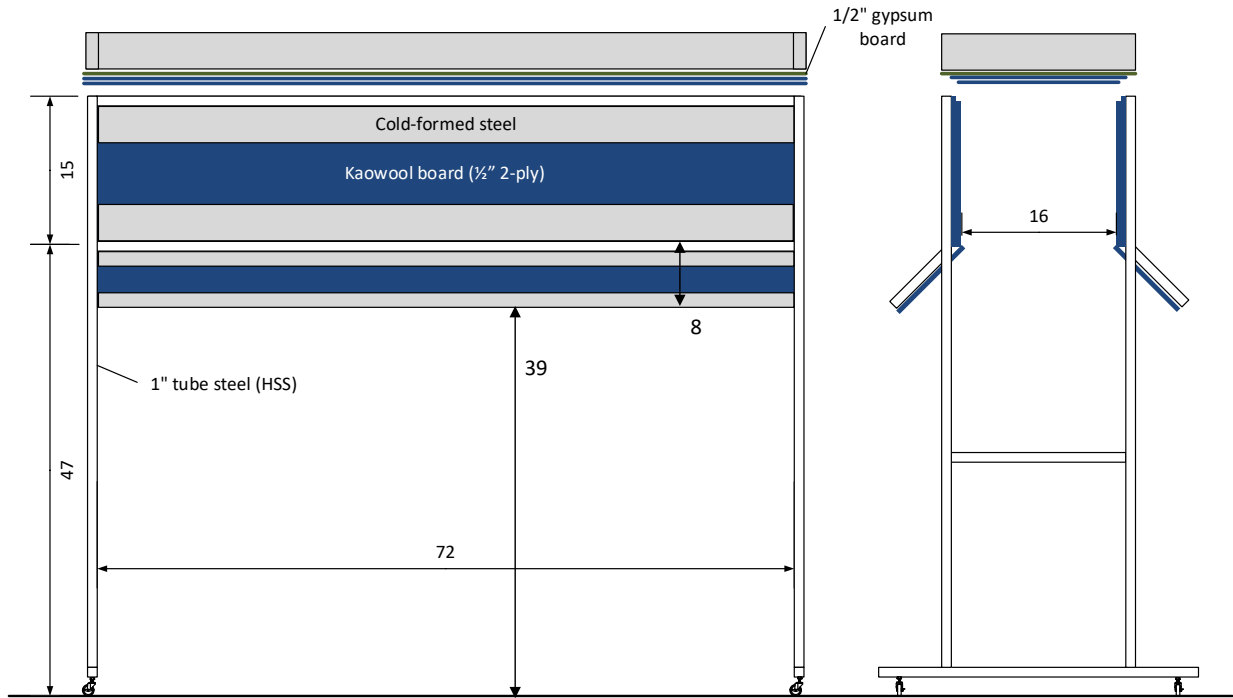 1/2" gypsum
board
Cold-formed steel
15
Kaowool board (½” 2-ply)
16
8
39
1" tube steel (HSS)
47
72